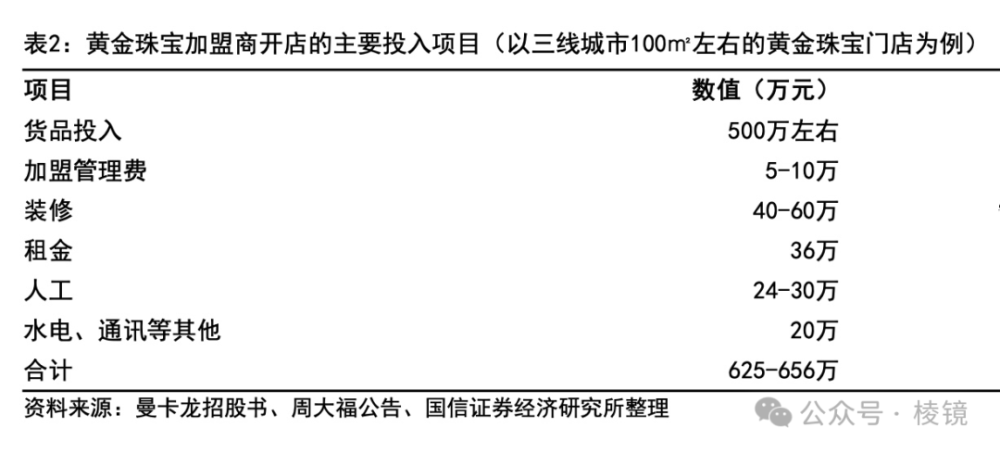 表2：黄金珠宝加盟商开店的主要投入项目（以三线城市100㎡左右的黄金珠宝门店为例）
项目 数值（万元）
货品投入 500万左右
加盟管理费 5-10万
装修 40-60万
租金 36万
人工 24-30万
水电、通讯等其他 20万
合计 625-656万
资料来源：曼卡龙招股书、周大福公告、国信证券经济研究所整理
公众号·棱镜